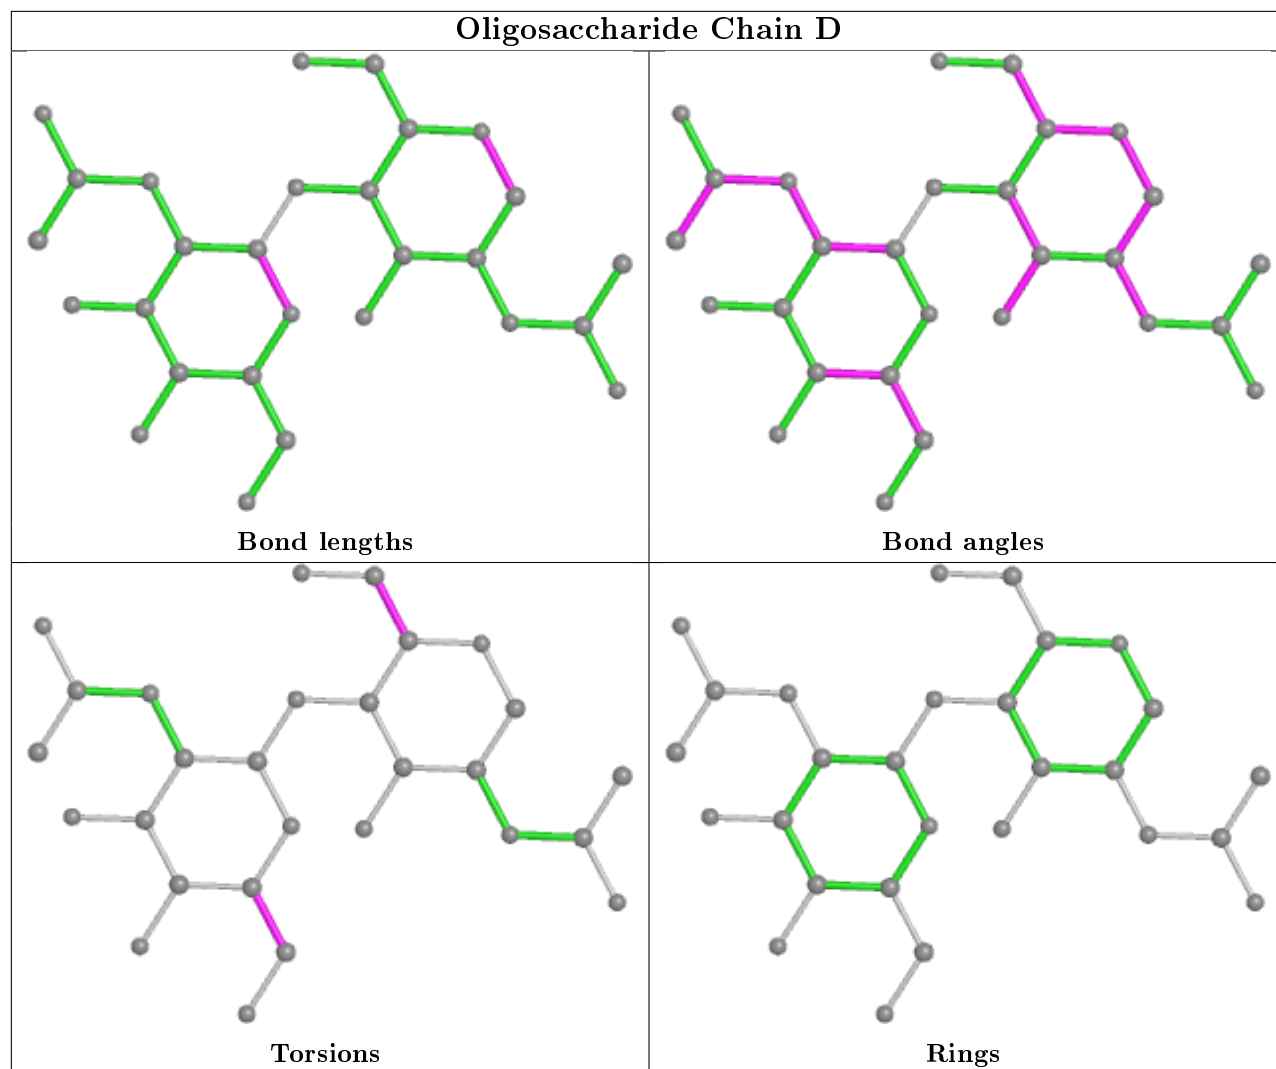 Oligosaccharide Chain D
Bond lengths
Bond angles
Torsions
Rings